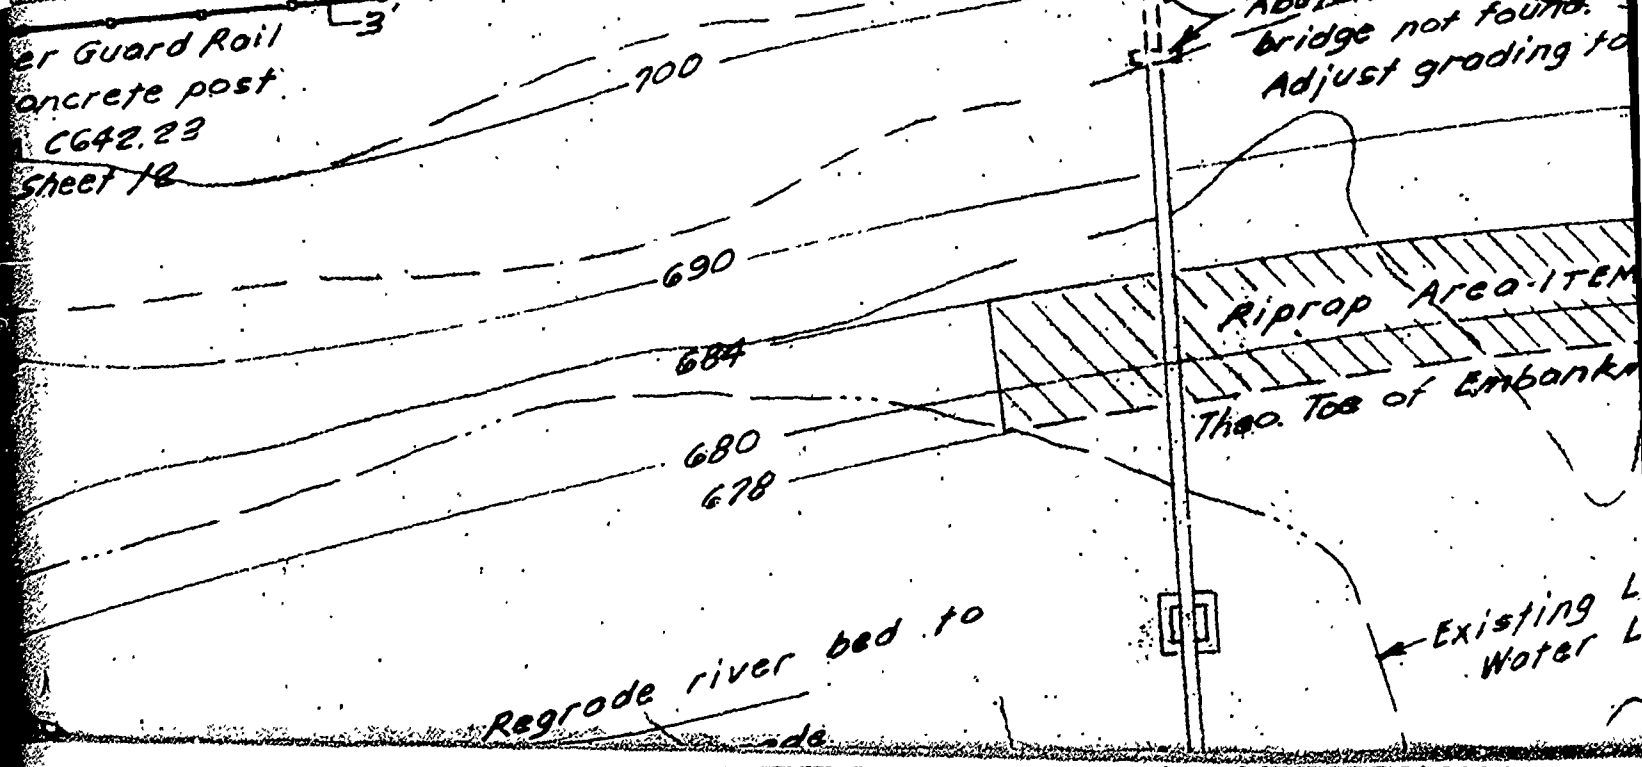 3'
er Guard Rail
oncrete post
C642.23
Sheet 18
700
bridge not found.
Adjust grading to
690
684
680
678
Riprap Area-ITEM
Theo. Toe of Embankm
Existing L
Water L
Regrade river bed to